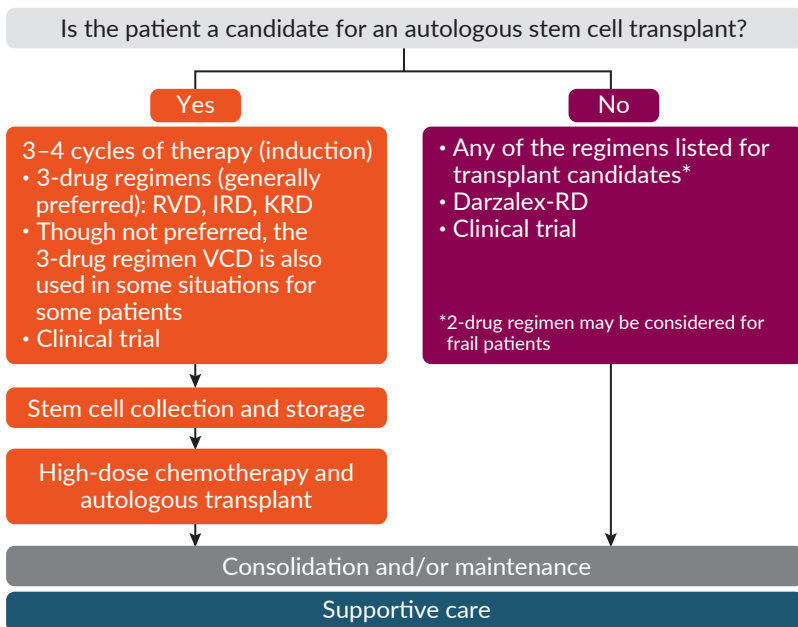 Is the patient a candidate for an autologous stem cell transplant?
Yes
3–4 cycles of therapy (induction)
• 3-drug regimens (generally
preferred): RVD, IRD, KRD
• Though not preferred, the
3-drug regimen VCD is also
used in some situations for
some patients
• Clinical trial
Stem cell collection and storage
High-dose chemotherapy and
autologous transplant
No
• Any of the regimens listed for
transplant candidates*
• Darzalex-RD
• Clinical trial
*2-drug regimen may be considered for
frail patients
Consolidation and/or maintenance
Supportive care